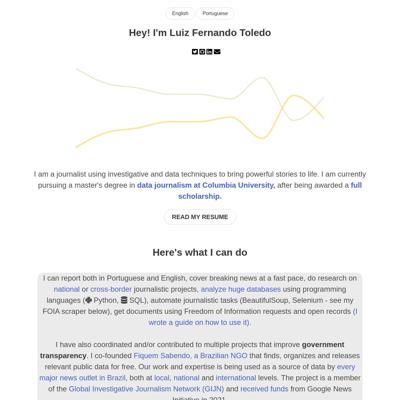 English
Portuguese
Hey! I'm Luiz Fernando Toledo
I am a journalist using investigative and data techniques to bring powerful stories to life. I am currently
pursuing a master's degree in data journalism at Columbia University, after being awarded a full
scholarship.
READ MY RESUME
Here's what I can do
I can report both in Portuguese and English, cover breaking news at a fast pace, do research on
national or cross-border journalistic projects, analyze huge databases using programming
languages ( Python, SQL), automate journalistic tasks (BeautifulSoup, Selenium - see my
FOIA scraper below), get documents using Freedom of Information requests and open records (I
wrote a guide on how to use it).
I have also coordinated and/or contributed to multiple projects that improve government
transparency. I co-founded Fiquem Sabendo, a Brazilian NGO that finds, organizes and releases
relevant public data for free. Our work and expertise is being used as a source of data by every
major news outlet in Brazil, both at local, national and international levels. The project is a
member of the Global Investigative Journalism Network (GIJN) and received funds from Google News
Initiative in 2021